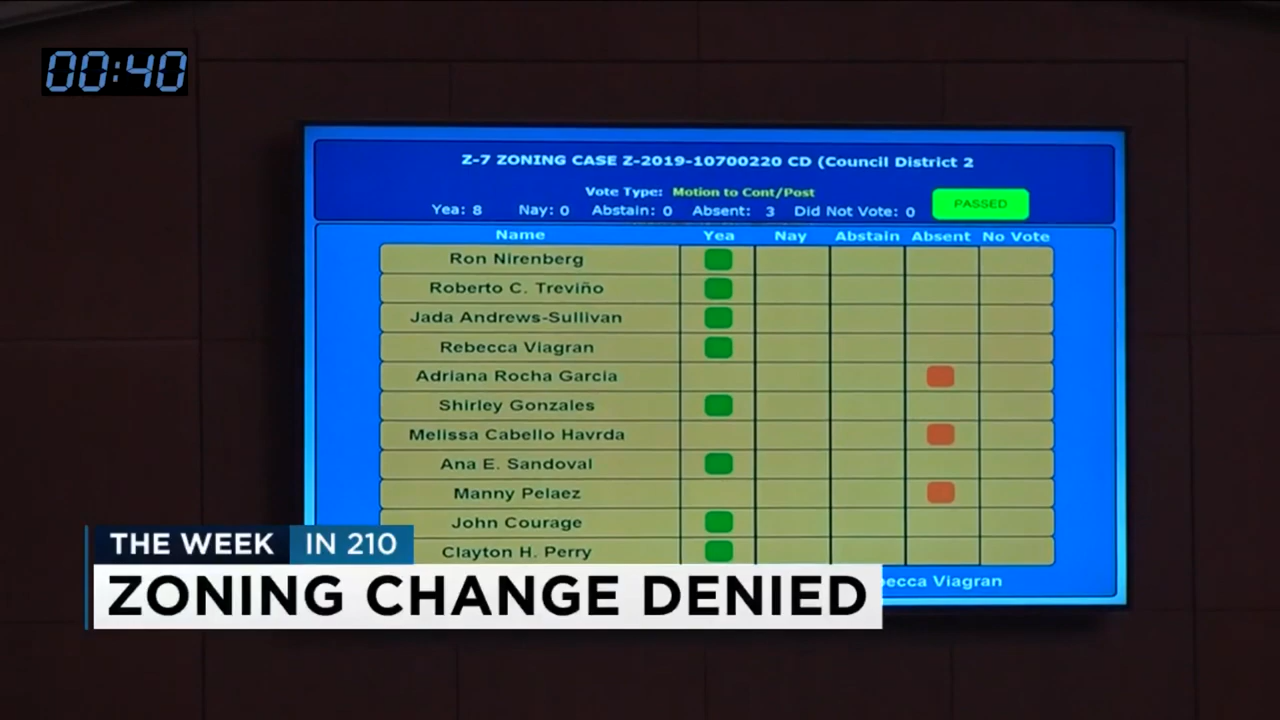 00:40
Z-7 ZONING CASE Z-2019-10700220 CD (Council District 2
Vote Type: Motion to Cont/Post
Yea: 8 Nay: 0 Abstain: 0 Absent: 3 Did Not Vote: 0 PASSED
Name Yea Nay Abstain Absent No Vote
Ron Nirenberg
Roberto C. Treviño
Jada Andrews-Sullivan
Rebecca Viagran
Adriana Rocha Garcia
Shirley Gonzales
Melissa Cabello Havrda
Ana E. Sandoval
Manny Pelaez
John Courage
Clayton H. Perry
becca Viagran
THE WEEK IN 210
ZONING CHANGE DENIED